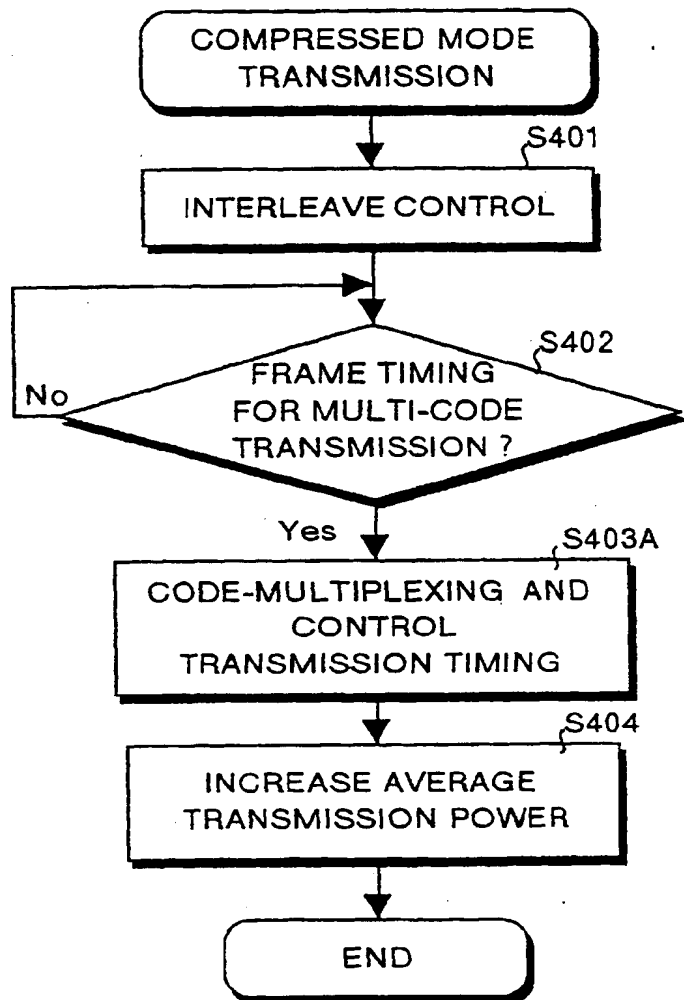 COMPRESSED MODE
TRANSMISSION
S401
INTERLEAVE CONTROL
S402
FRAME TIMING
FOR MULTI-CODE
TRANSMISSION ?
No
Yes
S403A
CODE-MULTIPLEXING AND
CONTROL
TRANSMISSION TIMING
S404
INCREASE AVERAGE
TRANSMISSION POWER
END